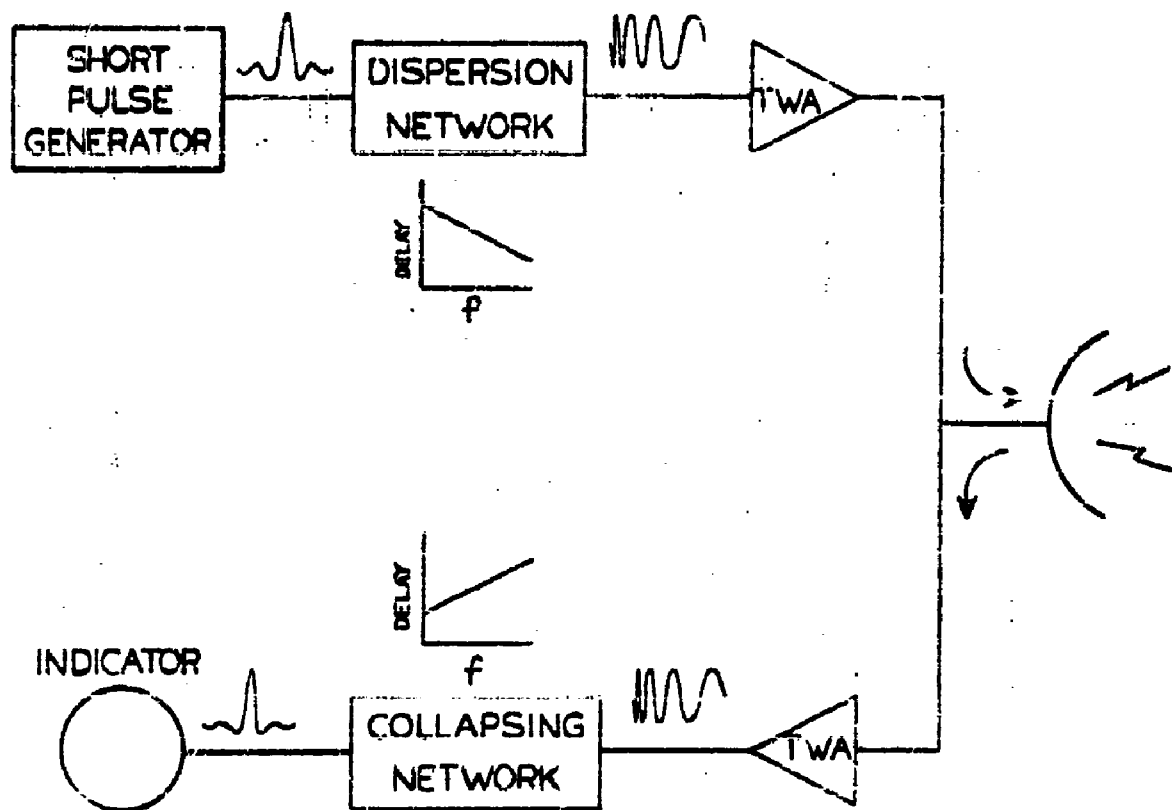 SHORT
PULSE
GENERATOR
DISPERSION
NETWORK
TWA
DELAY
f
DELAY
f
INDICATOR
COLLAPSING
NETWORK
TWA